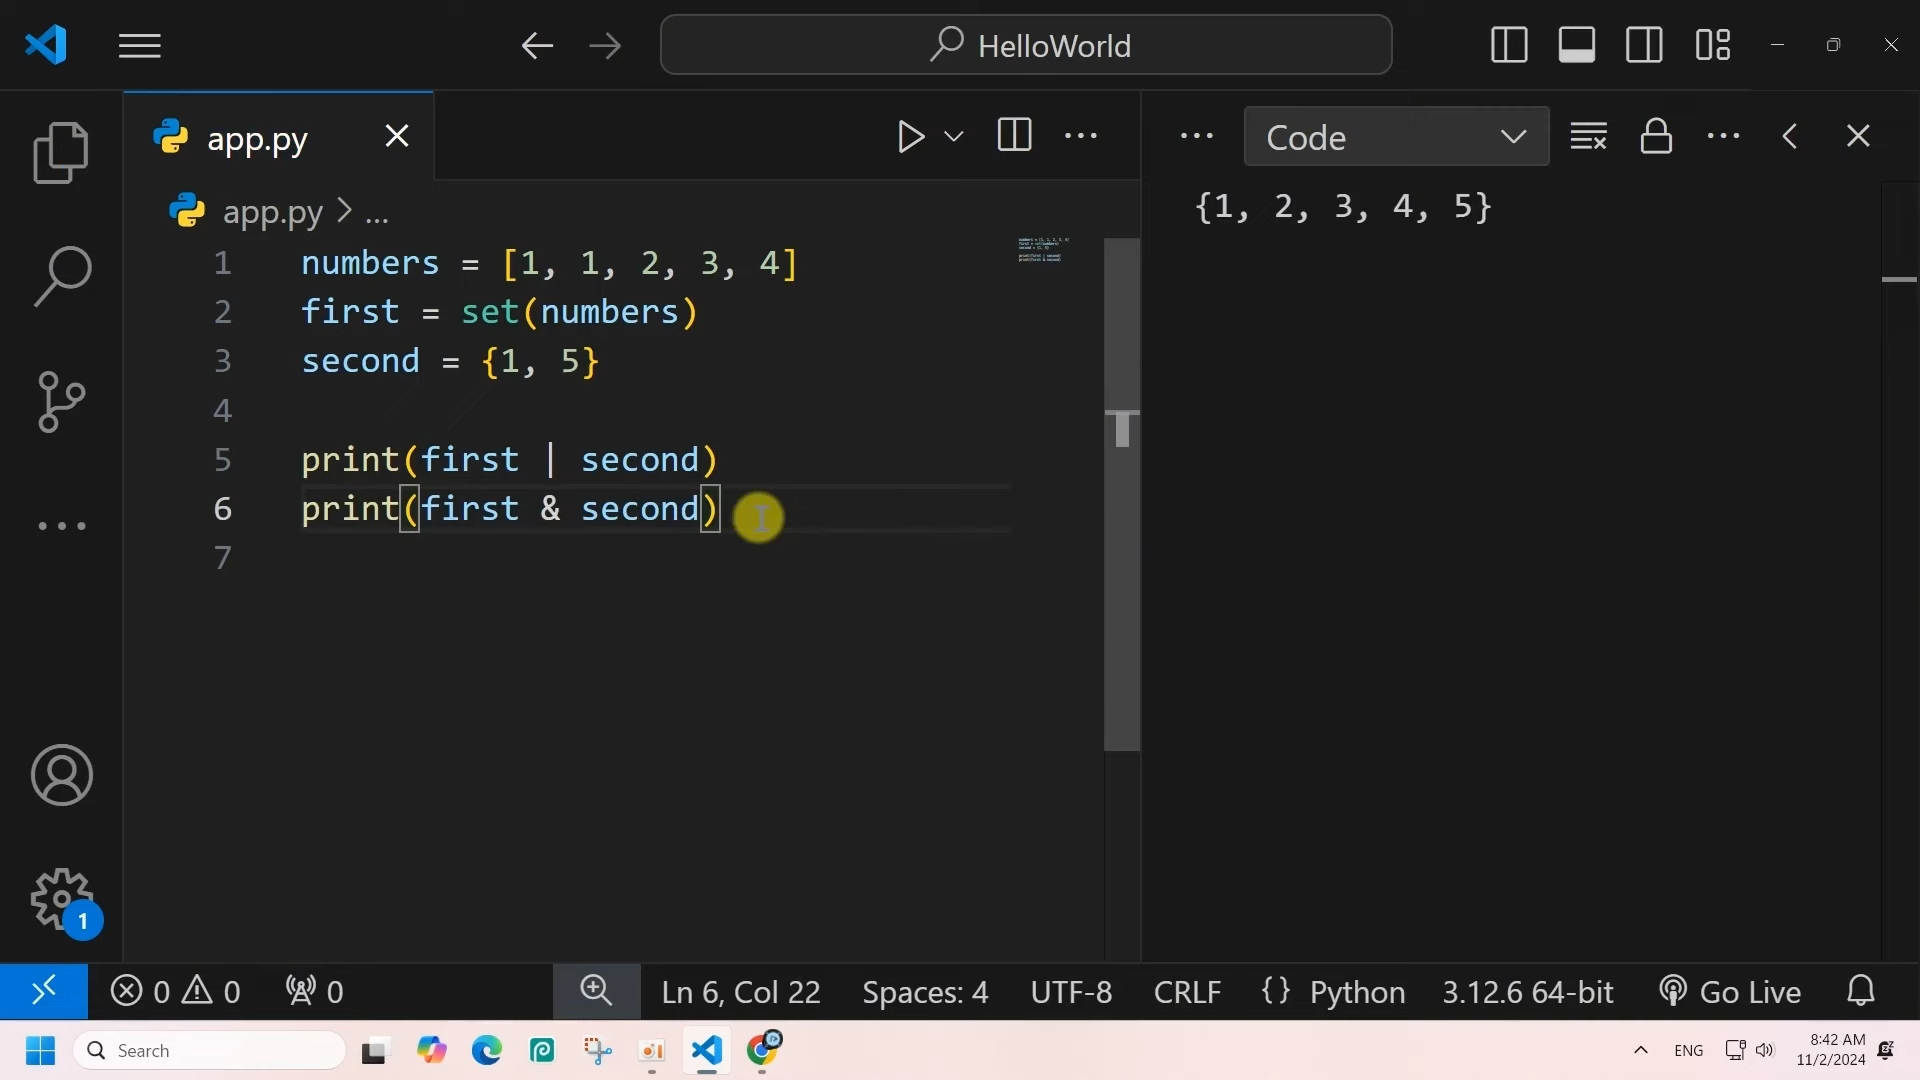 HelloWorld
app.py
Code
app.py > ...
{1, 2, 3, 4, 5}
1 numbers = [1, 1, 2, 3, 4]
2 first = set(numbers)
3 second = {1, 5}
4
5 print(first | second)
6 print(first & second)
7
1
0 0 0 Ln 6, Col 22 Spaces: 4 UTF-8 CRLF {} Python 3.12.6 64-bit Go Live
Search
ENG
8:42 AM
11/2/2024